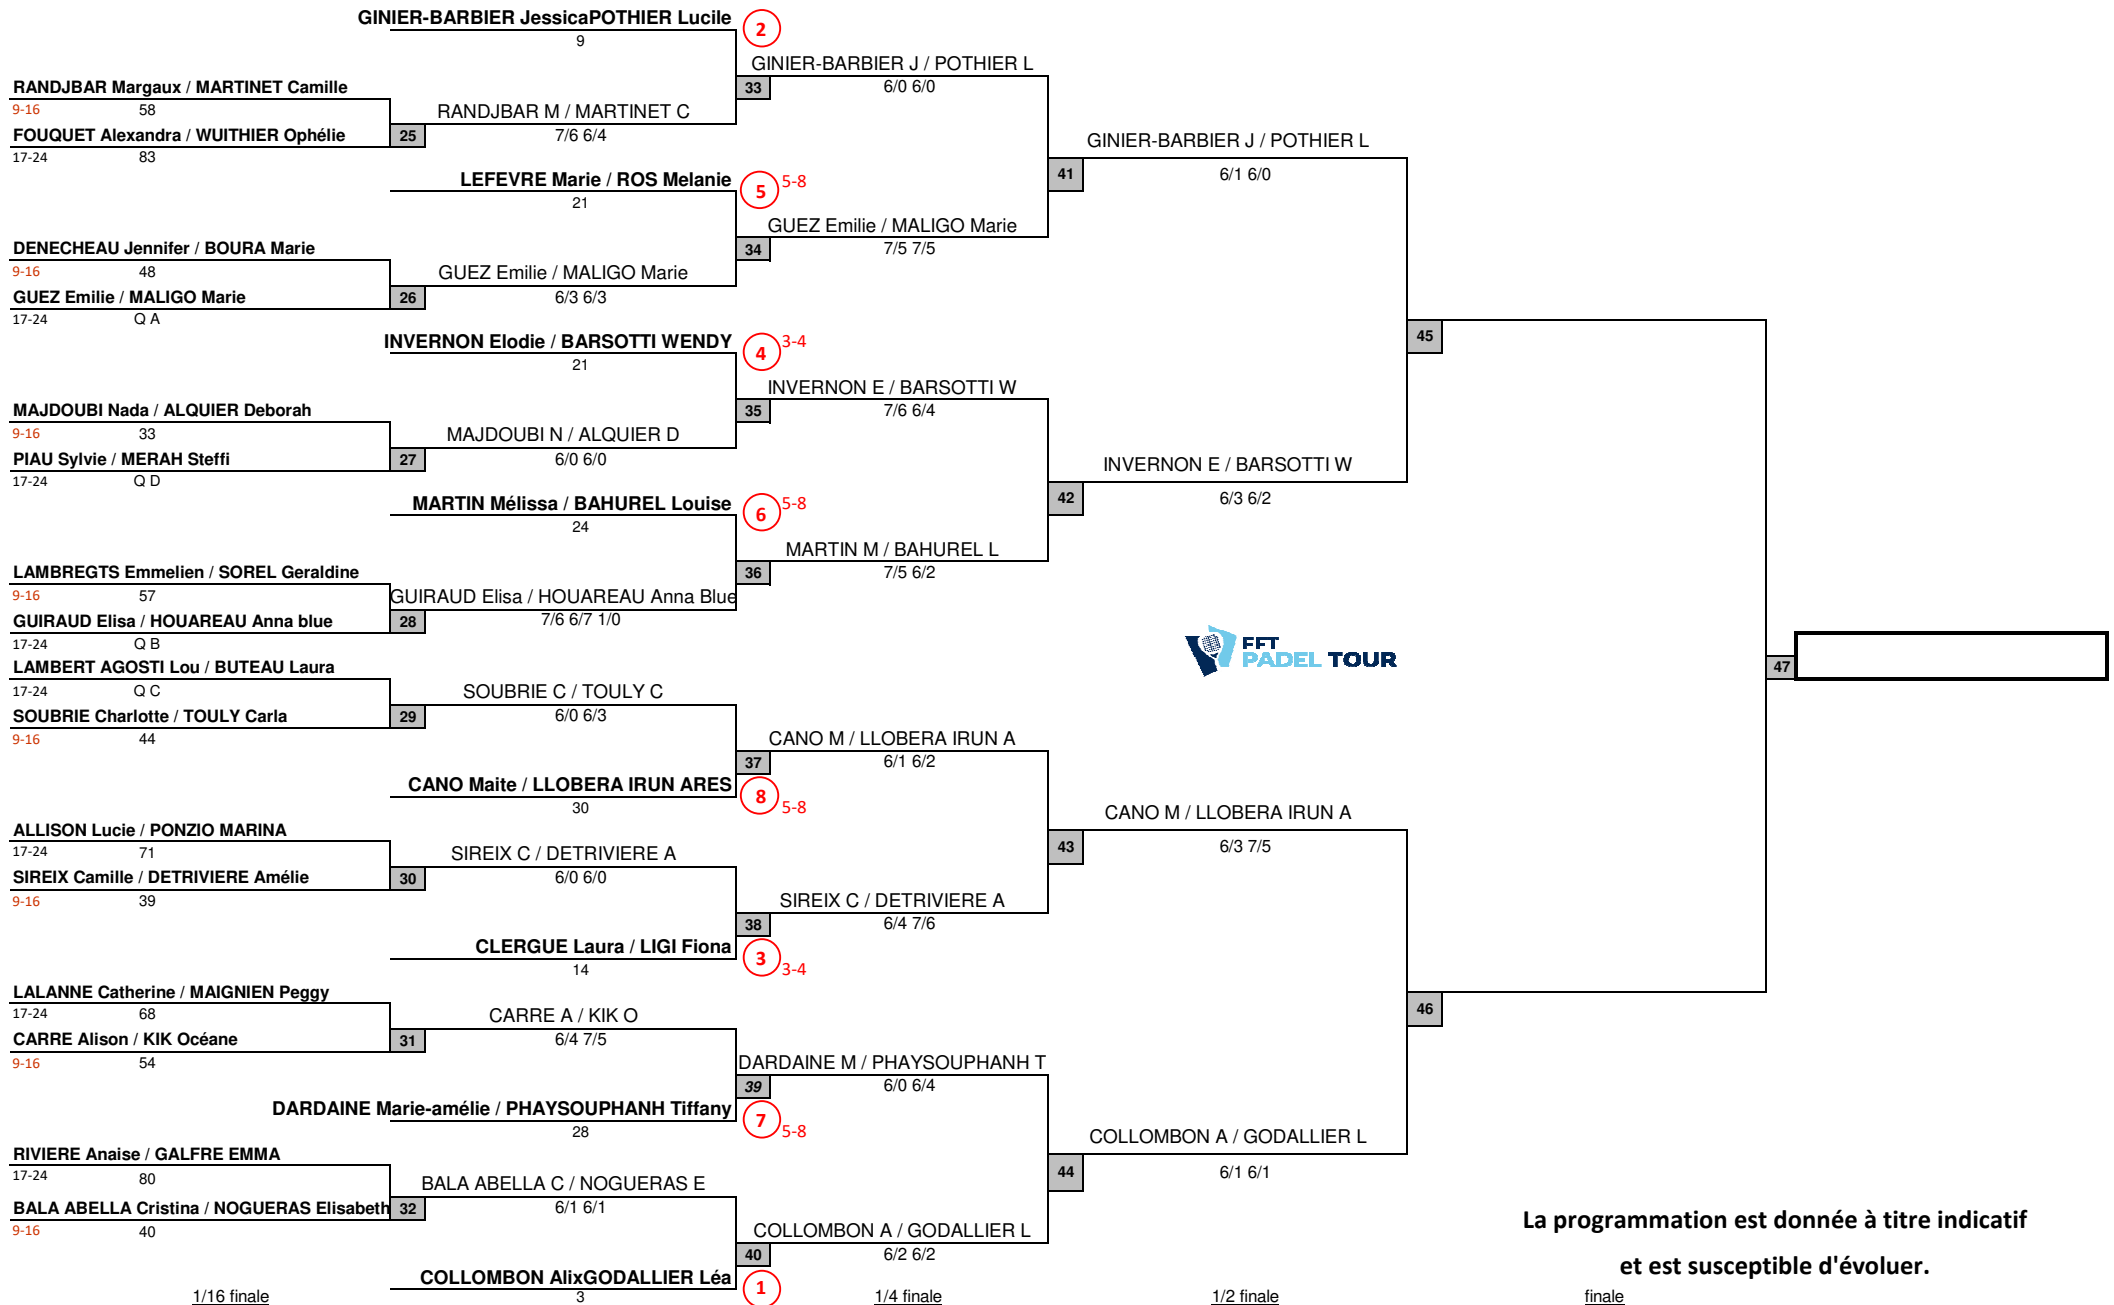 GINIER-BARBIER JessicaPOTHIER Lucile
2
9
GINIER-BARBIER J / POTHIER L
RANDJBAR Margaux / MARTINET Camille
33
6/0 6/0
9-16
58
RANDJBAR M / MARTINET C
FOUQUET Alexandra / WUITHIER Ophélie
25
7/6 6/4
17-24
83
GINIER-BARBIER J / POTHIER L
LEFEVRE Marie / ROS Melanie
5
5-8
41
6/1 6/0
21
GUEZ Emilie / MALIGO Marie
DENECHEAU Jennifer / BOURA Marie
34
7/5 7/5
9-16
48
GUEZ Emilie / MALIGO Marie
GUEZ Emilie / MALIGO Marie
26
6/3 6/3
17-24
Q A
INVERNON Elodie / BARSOTTI WENDY
4
3-4
45
21
INVERNON E / BARSOTTI W
MAJDOUBI Nada / ALQUIER Deborah
35
7/6 6/4
9-16
33
MAJDOUBI N / ALQUIER D
PIAU Sylvie / MERAH Steffi
27
6/0 6/0
17-24
Q D
INVERNON E / BARSOTTI W
MARTIN Mélissa / BAHUREL Louise
6
5-8
42
6/3 6/2
24
MARTIN M / BAHUREL L
LAMBREGTS Emmelien / SOREL Geraldine
36
7/5 6/2
9-16
57
GUIRAUD Elisa / HOUAREAU Anna Blue
GUIRAUD Elisa / HOUAREAU Anna blue
28
7/6 6/7 1/0
17-24
Q B
FFT
PADEL TOUR
47
LAMBERT AGOSTI Lou / BUTEAU Laura
17-24
Q C
SOUBRIE C / TOULY C
SOUBRIE Charlotte / TOULY Carla
29
6/0 6/3
9-16
44
CANO M / LLOBERA IRUN A
37
6/1 6/2
CANO Maite / LLOBERA IRUN ARES
8
5-8
30
CANO M / LLOBERA IRUN A
ALLISON Lucie / PONZIO MARINA
43
6/3 7/5
17-24
71
SIREIX C / DETRIVIERE A
SIREIX Camille / DETRIVIERE Amélie
30
6/0 6/0
9-16
39
SIREIX C / DETRIVIERE A
38
6/4 7/6
CLERGUE Laura / LIGI Fiona
3
3-4
14
LALANNE Catherine / MAIGNIEN Peggy
46
17-24
68
CARRE A / KIK O
CARRE Alison / KIK Océane
31
6/4 7/5
9-16
54
DARDAINE M / PHAYSOUPHANH T
39
6/0 6/4
DARDAINE Marie-amélie / PHAYSOUPHANH Tiffany
7
5-8
28
COLLOMBON A / GODALLIER L
RIVIERE Anaise / GALFRE EMMA
44
6/1 6/1
17-24
80
BALA ABELLA C / NOGUERAS E
BALA ABELLA Cristina / NOGUERAS Elisabeth
32
6/1 6/1
9-16
40
COLLOMBON A / GODALLIER L
40
6/2 6/2
COLLOMBON AlixGODALLIER Léa
1
3
La programmation est donnée à titre indicatif
et est susceptible d'évoluer.
1/16 finale
1/4 finale
1/2 finale
finale